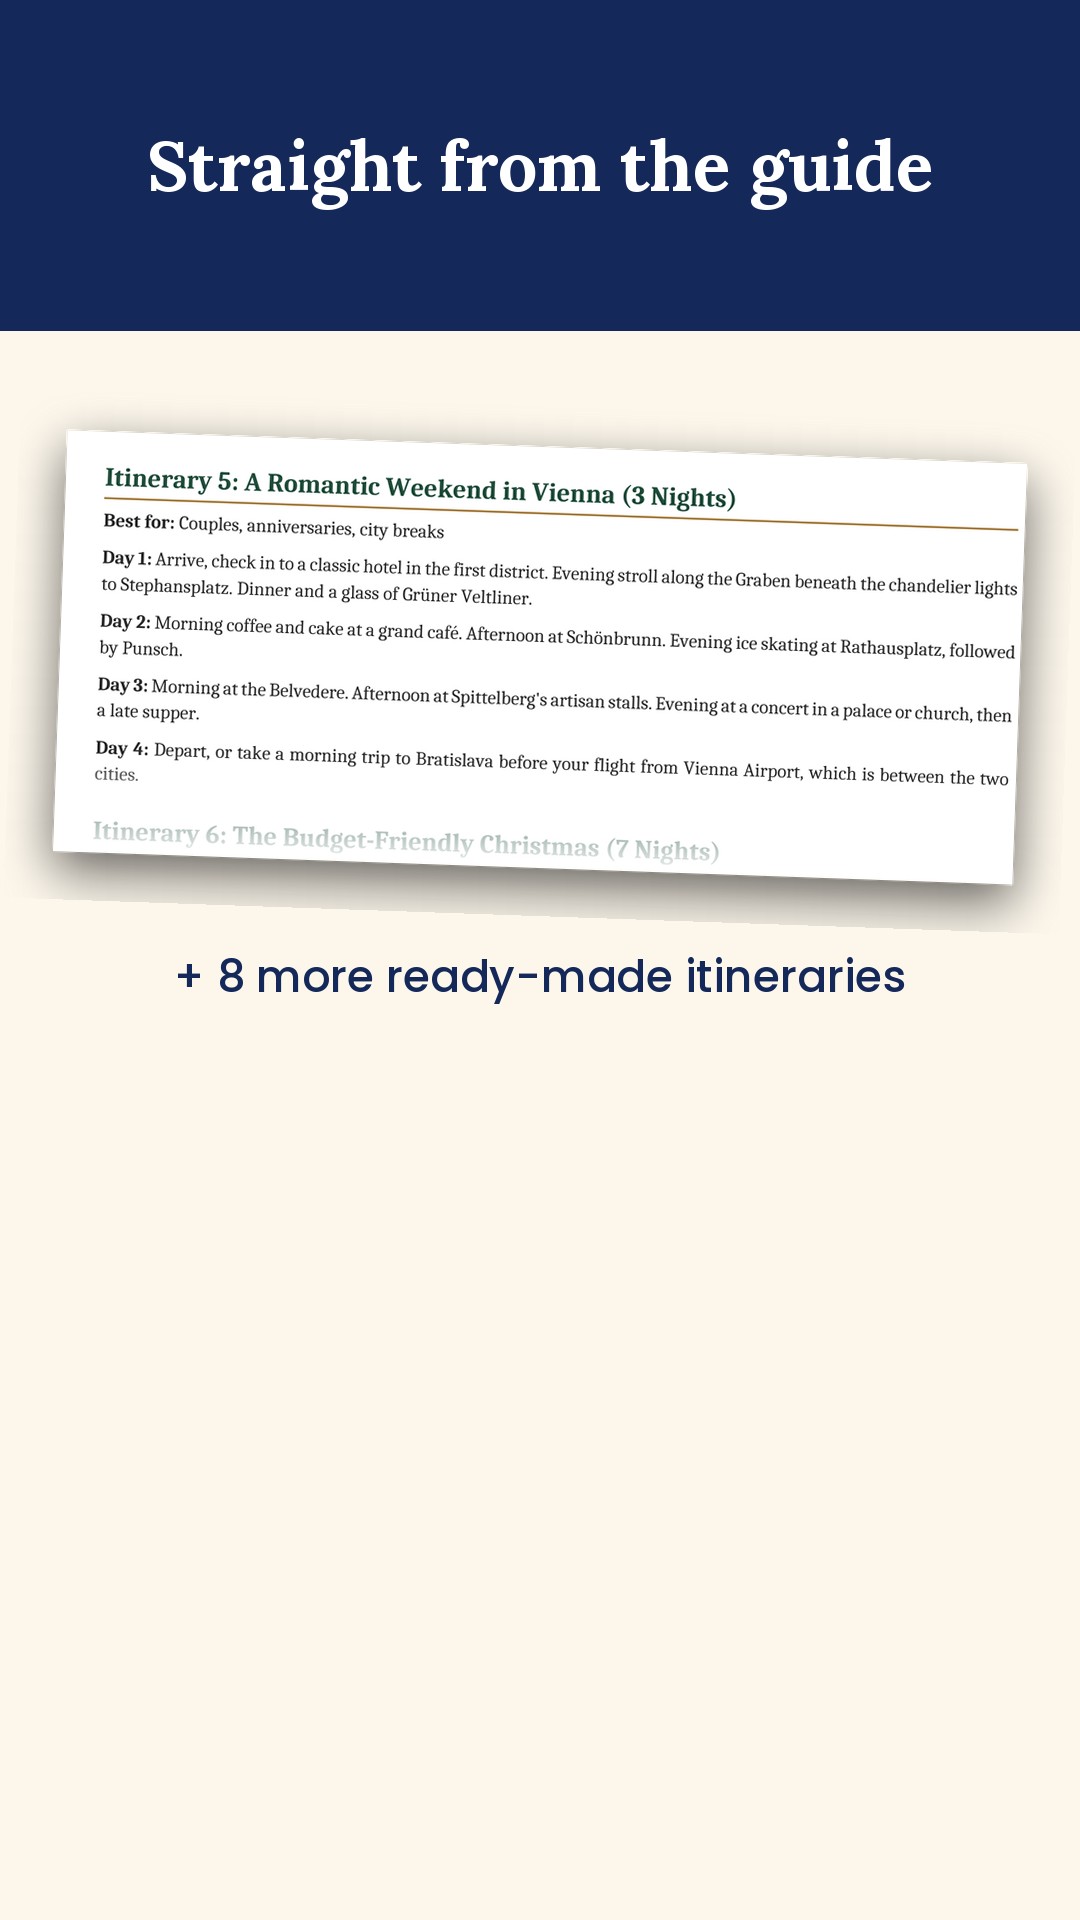 Straight from the guide
Itinerary 5: A Romantic Weekend in Vienna (3 Nights)
Best for: Couples, anniversaries, city breaks
Day 1: Arrive, check in to a classic hotel in the first district. Evening stroll along the Graben beneath the chandelier lights
to Stephansplatz. Dinner and a glass of Grüner Veltliner.
Day 2: Morning coffee and cake at a grand café. Afternoon at Schönbrunn. Evening ice skating at Rathausplatz, followed
by Punsch.
Day 3: Morning at the Belvedere. Afternoon at Spittelberg's artisan stalls. Evening at a concert in a palace or church, then
a late supper.
Day 4: Depart, or take a morning trip to Bratislava before your flight from Vienna Airport, which is between the two
cities.
Itinerary 6: The Budget-Friendly Christmas (7 Nights)
+ 8 more ready-made itineraries